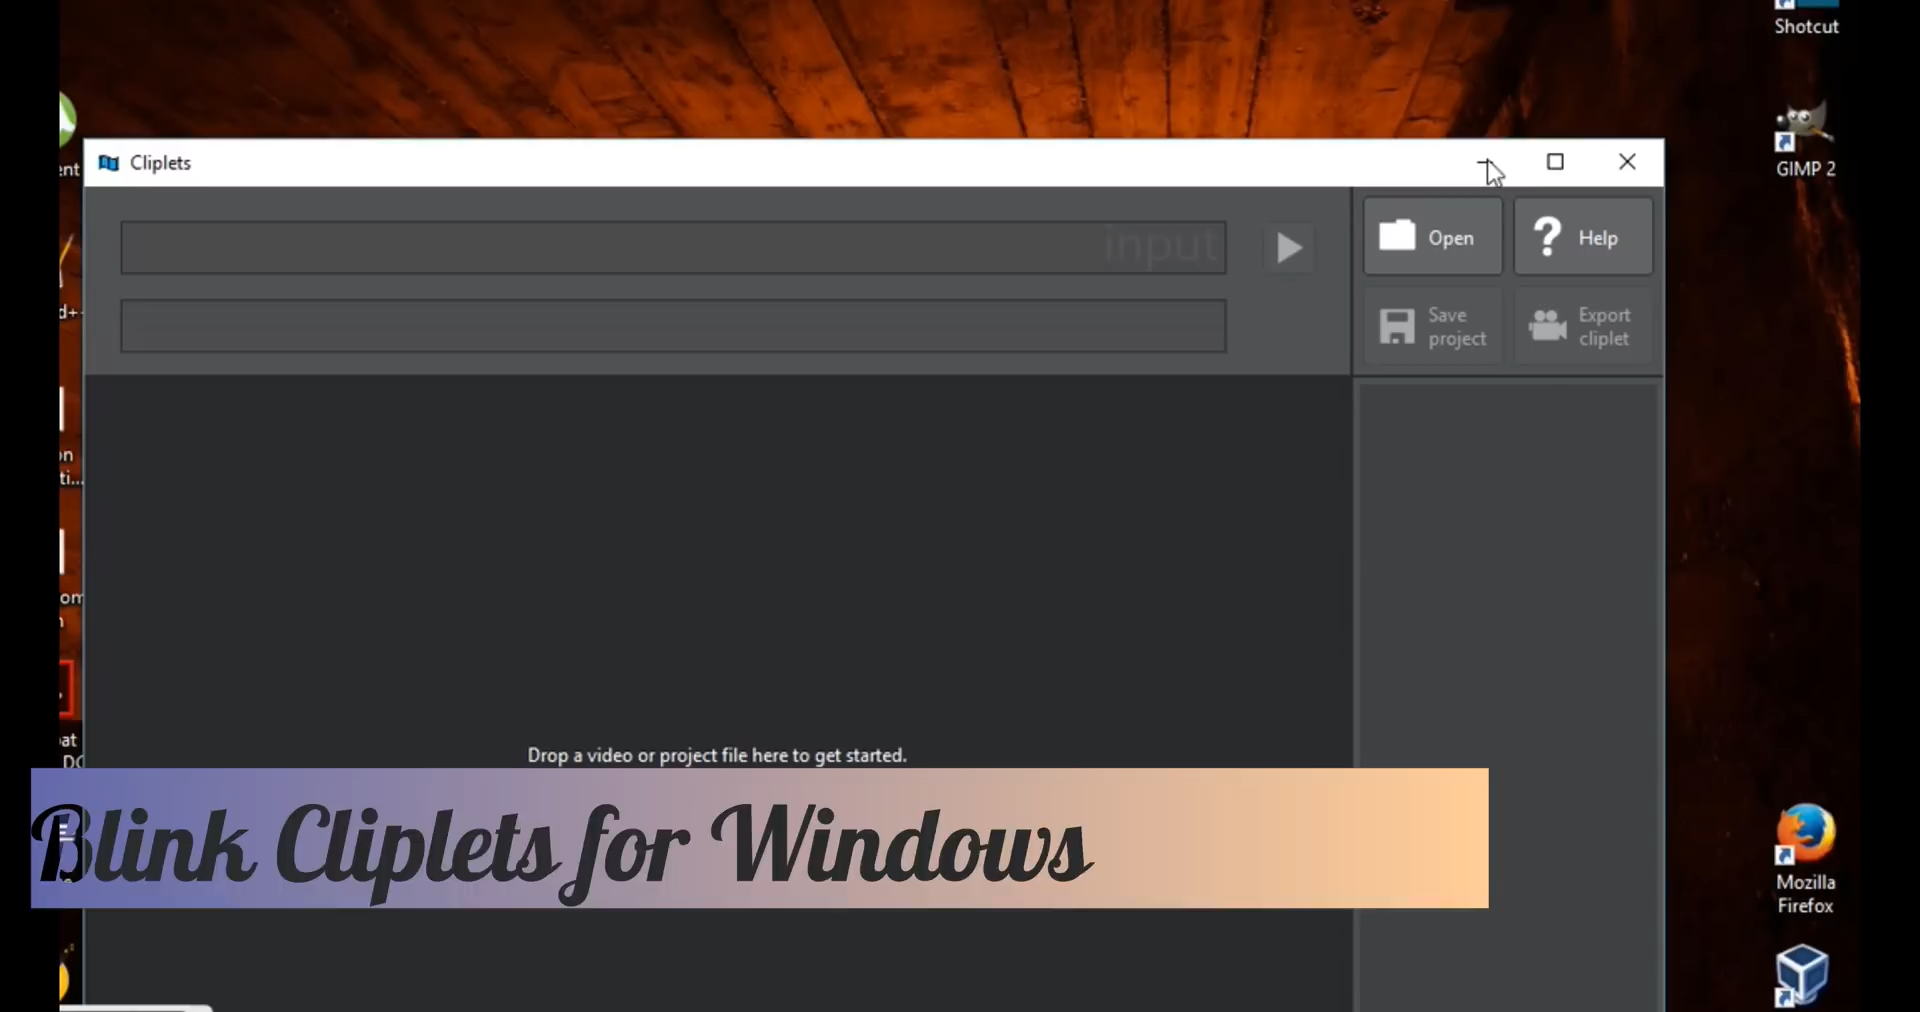 Shotcut
GIMP 2
Cliplets
input
Open
Help
Save
project
Export
cliplet
Drop a video or project file here to get started.
Blink Cliplets for Windows
Mozilla
Firefox